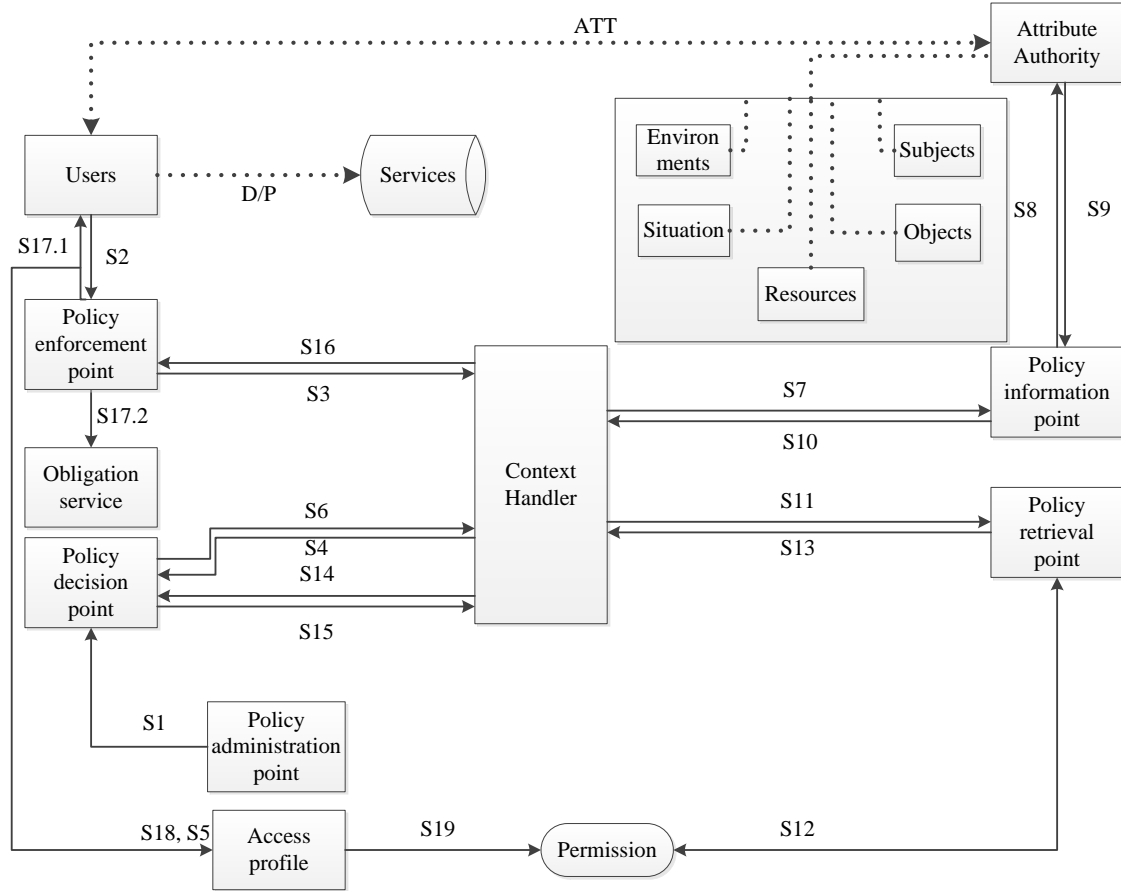 ATT
Attribute
Authority
Environ
ments
Subjects
Users
Services
D/P
Situation
Objects
S8
S9
S17.1
S2
Resources
Policy
enforcement
point
S16
S3
S7
S10
Policy
information
point
S17.2
Obligation
service
Context
Handler
S6
S4
S14
S15
S11
S13
Policy
retrieval
point
Policy
decision
point
S1
Policy
administration
point
S18, S5
Access
profile
S19
Permission
S12